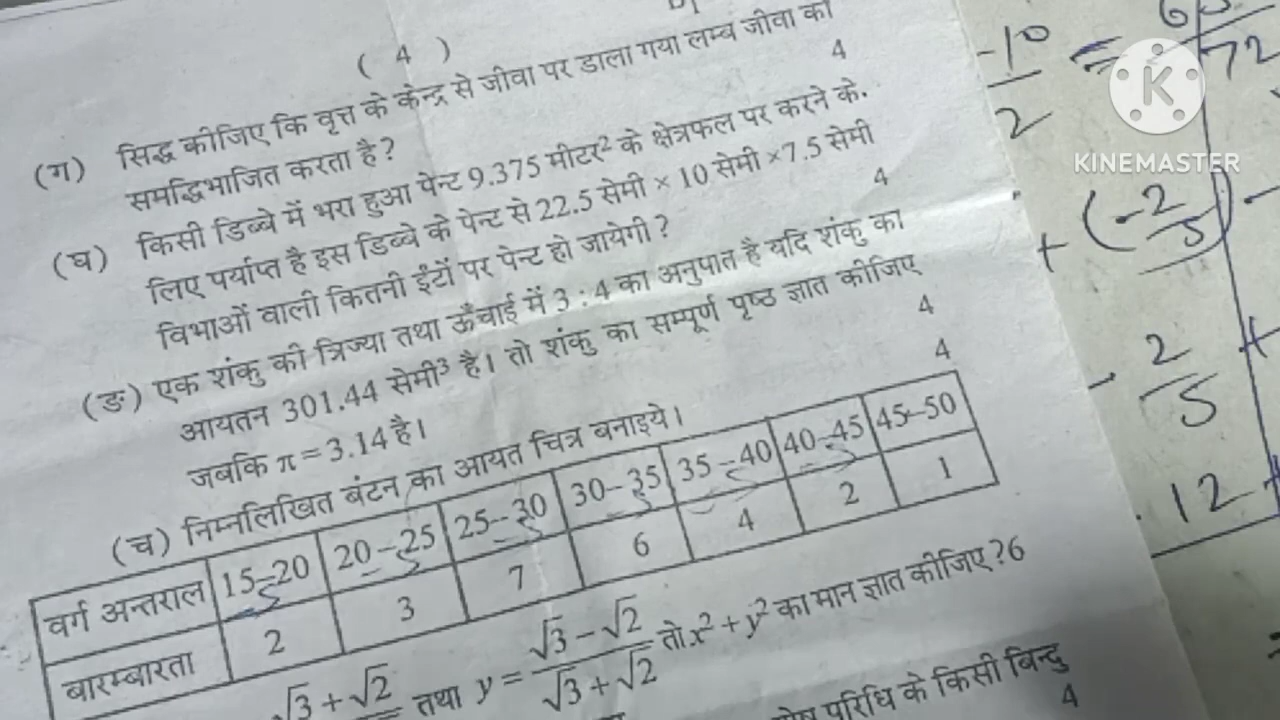 ( 4 )
(ग) सिद्ध कीजिए कि वृत्त के केन्द्र से जीवा पर डाला गया लम्ब जीवा को
समद्विभाजित करता है? 4
(घ) किसी डिब्बे में भरा हुआ पेन्ट 9.375 मीटर² के क्षेत्रफल पर करने के.
लिए पर्याप्त है इस डिब्बे के पेन्ट से 22.5 सेमी × 10 सेमी ×7.5 सेमी
विभाओं वाली कितनी ईंटों पर पेन्ट हो जायेगी? 4
(ङ) एक शंकु की त्रिज्या तथा ऊँचाई में 3 : 4 का अनुपात है यदि शंकु का
आयतन 301.44 सेमी³ है। तो शंकु का सम्पूर्ण पृष्ठ ज्ञात कीजिए
जबकि π = 3.14 है। 4
(च) निम्नलिखित बंटन का आयत चित्र बनाइये। 4
वर्ग अन्तराल 15–20 20–25 25–30 30–35 35–40 40–45 45–50
बारम्बारता 2 3 7 6 4 2 1
√3 + √2 तथा y = (√3 – √2)/(√3 + √2) तो x² + y² का मान ज्ञात कीजिए? 6
परिधि के किसी बिन्दु
4
-10
2
=
72
+ (-2/5) -
- 2/5 +
12 +
K
KINEMASTER